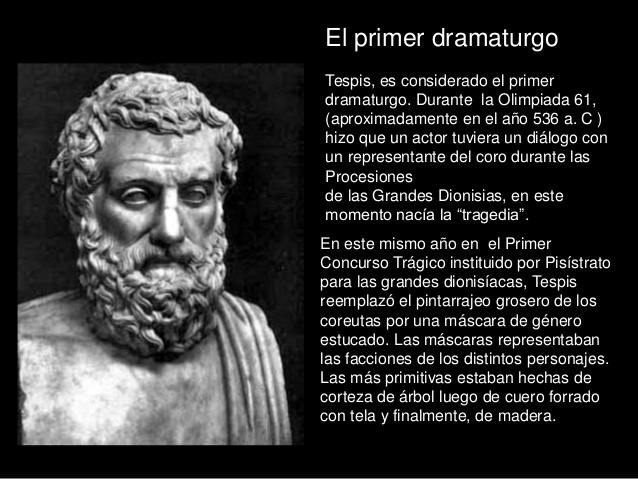 El primer dramaturgo
Tespis, es considerado el primer
dramaturgo. Durante la Olimpiada 61,
(aproximadamente en el año 536 a. C )
hizo que un actor tuviera un diálogo con
un representante del coro durante las
Procesiones
de las Grandes Dionisias, en este
momento nacía la “tragedia”.
En este mismo año en el Primer
Concurso Trágico instituido por Pisístrato
para las grandes dionisíacas, Tespis
reemplazó el pintarrajeo grosero de los
coreutas por una máscara de género
estucado. Las máscaras representaban
las facciones de los distintos personajes.
Las más primitivas estaban hechas de
corteza de árbol luego de cuero forrado
con tela y finalmente, de madera.